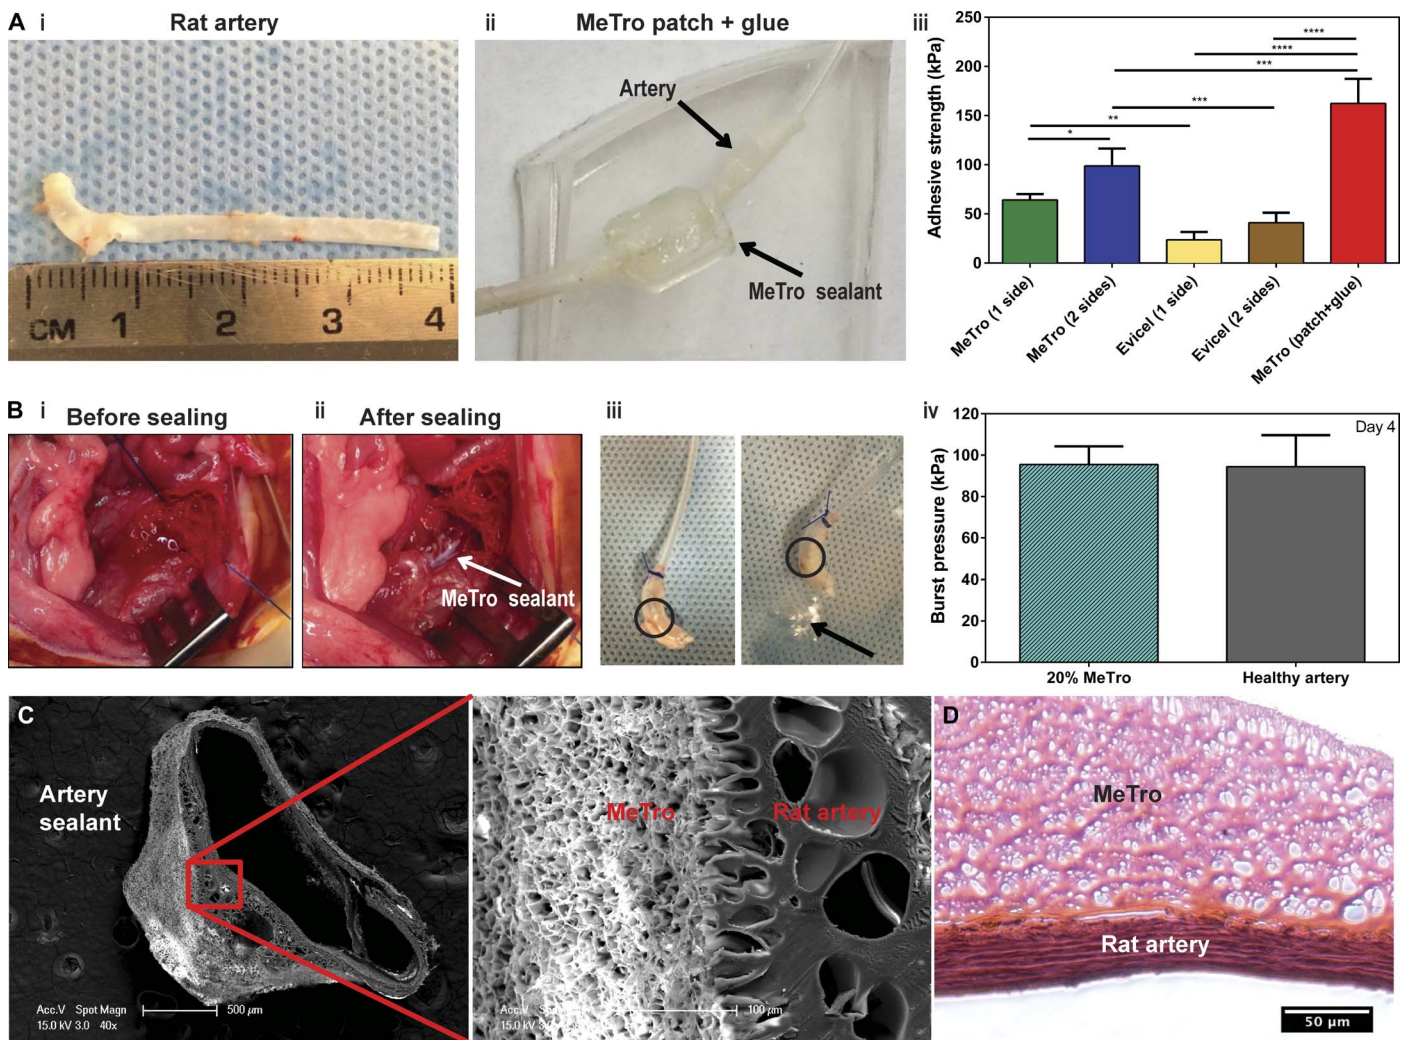 A i Rat artery
CM 1 2 3 4
ii MeTro patch + glue
Artery
MeTro sealant
iii
Adhesive strength (kPa)
250
200
150
100
50
0
****
****
***
***
**
*
MeTro (1 side)
MeTro (2 sides)
Evicel (1 side)
Evicel (2 sides)
MeTro (patch+glue)
B i Before sealing
ii After sealing
MeTro sealant
iii
iv
Burst pressure (kPa)
120
100
80
60
40
20
0
Day 4
20% MeTro
Healthy artery
C
Artery
sealant
Acc.V Spot Magn
15.0 kV 3.0 40x
500 µm
MeTro
Rat artery
Acc.V
15.0 kV
100 µm
D
MeTro
Rat artery
50 µm